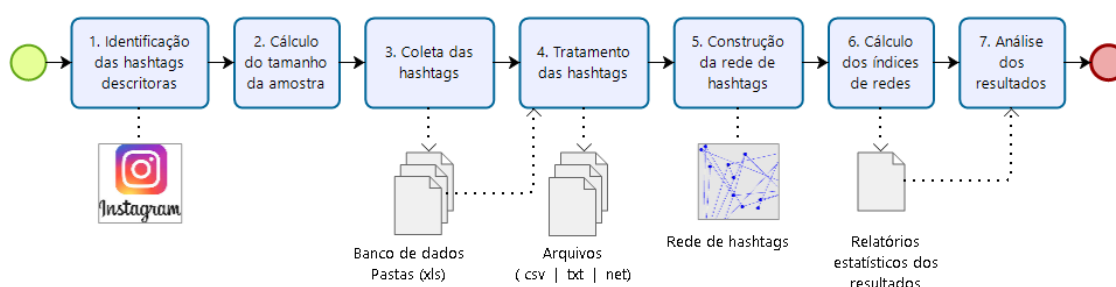 1. Identificação
das hashtags
descritoras
2. Cálculo
do tamanho
da amostra
3. Coleta das
hashtags
4. Tratamento
das hashtags
5. Construção
da rede de
hashtags
6. Cálculo
dos índices
de redes
7. Análise
dos
resultados
Instagram
Banco de dados
Pastas (xls)
Arquivos
( csv | txt | net)
Rede de hashtags
Relatórios
estatísticos dos
resultados